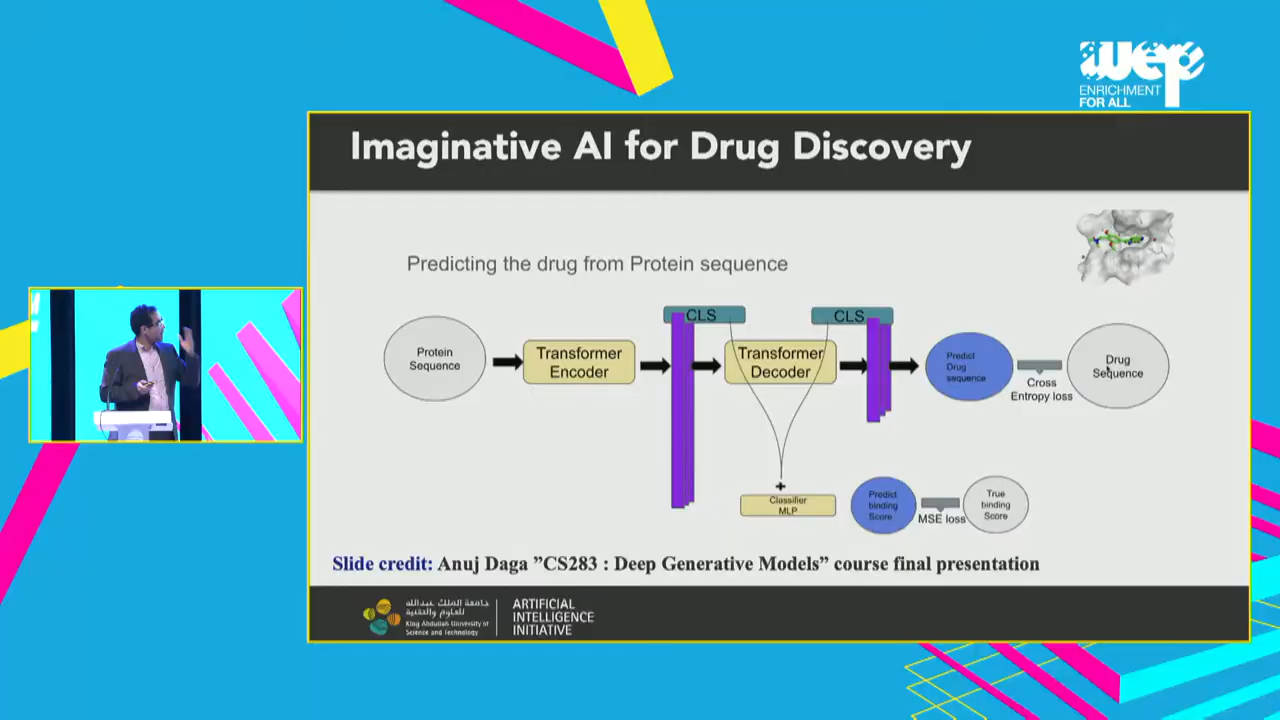 wep
ENRICHMENT
FOR ALL
Imaginative AI for Drug Discovery
Predicting the drug from Protein sequence
CLS
CLS
Protein
Sequence
Transformer
Encoder
Transformer
Decoder
Predict
Drug
sequence
Cross
Entropy loss
Drug
Sequence
+
Classifier
MLP
Predict
binding
Score
MSE loss
True
binding
Score
Slide credit: Anuj Daga ”CS283 : Deep Generative Models” course final presentation
جامعة الملك عبدالله
للعلوم والتقنية
King Abdullah University of
Science and Technology
ARTIFICIAL
INTELLIGENCE
INITIATIVE